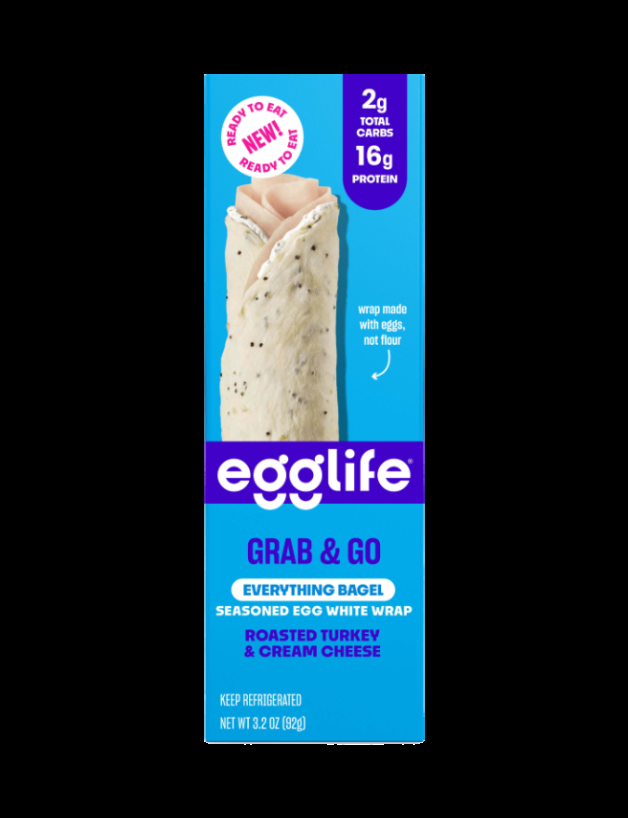 READY TO EAT
NEW!
READY TO EAT
2g
TOTAL
CARBS
16g
PROTEIN
wrap made
with eggs,
not flour
egglife®
GRAB & GO
EVERYTHING BAGEL
SEASONED EGG WHITE WRAP
ROASTED TURKEY
& CREAM CHEESE
KEEP REFRIGERATED
NET WT 3.2 OZ (92g)